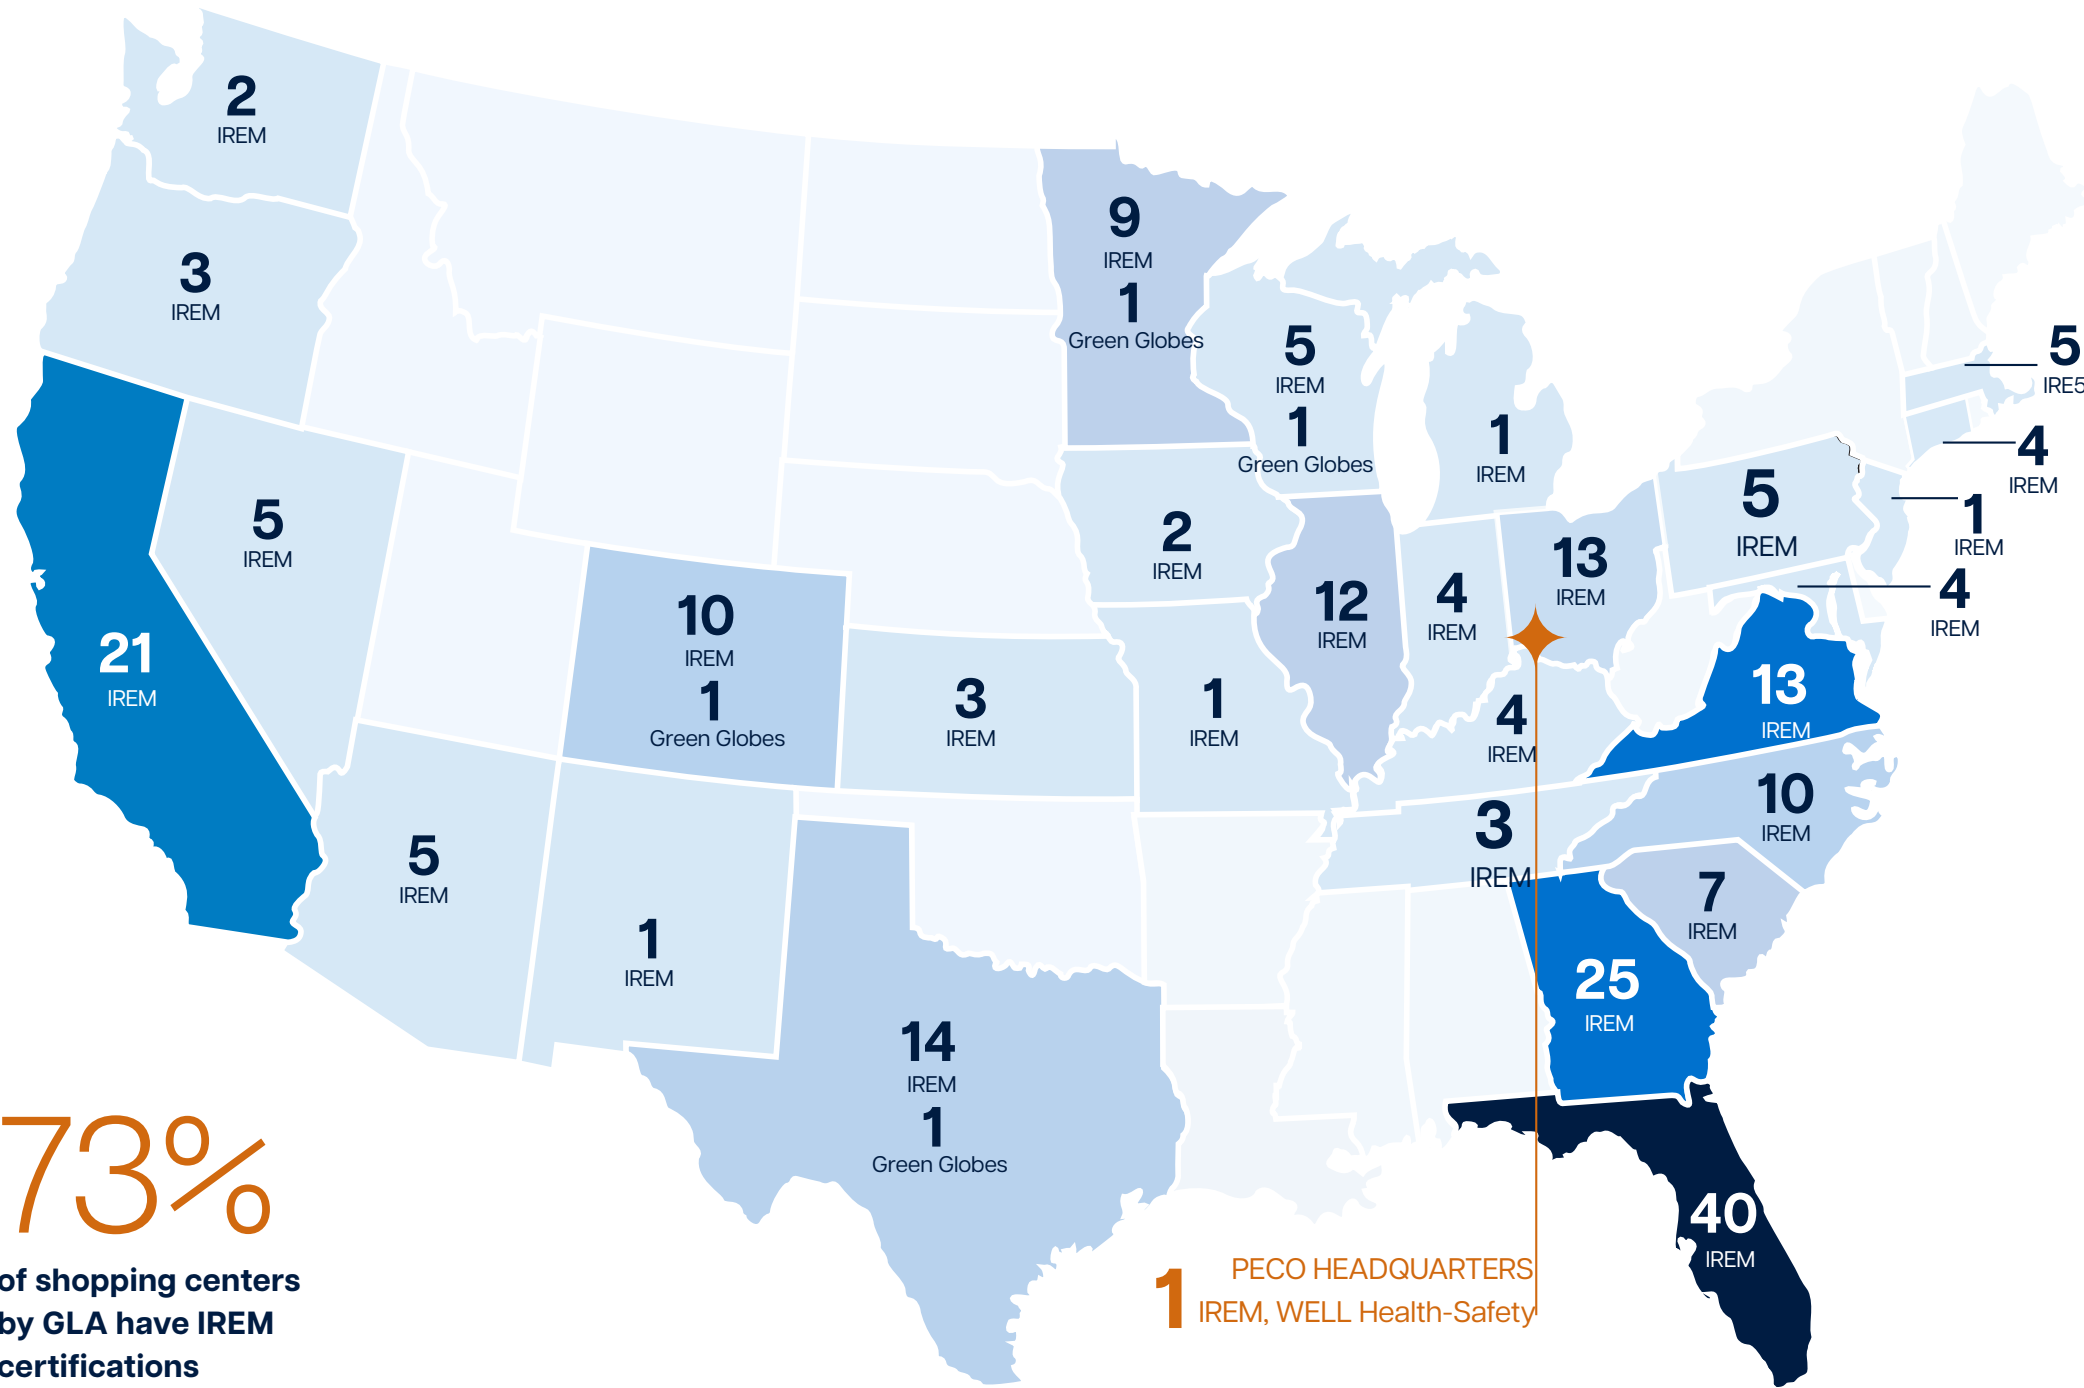 2
IREM
3
IREM
21
IREM
5
IREM
5
IREM
1
IREM
10
IREM
1
Green Globes
3
IREM
14
IREM
1
Green Globes
9
IREM
1
Green Globes
2
IREM
1
IREM
5
IREM
1
Green Globes
12
IREM
1
IREM
4
IREM
13
IREM
4
IREM
3
IREM
5
IREM
5
IRE5
4
IREM
1
IREM
4
IREM
13
IREM
10
IREM
7
IREM
25
IREM
40
IREM
1
PECO HEADQUARTERS
IREM, WELL Health-Safety
73%
of shopping centers
by GLA have IREM
certifications